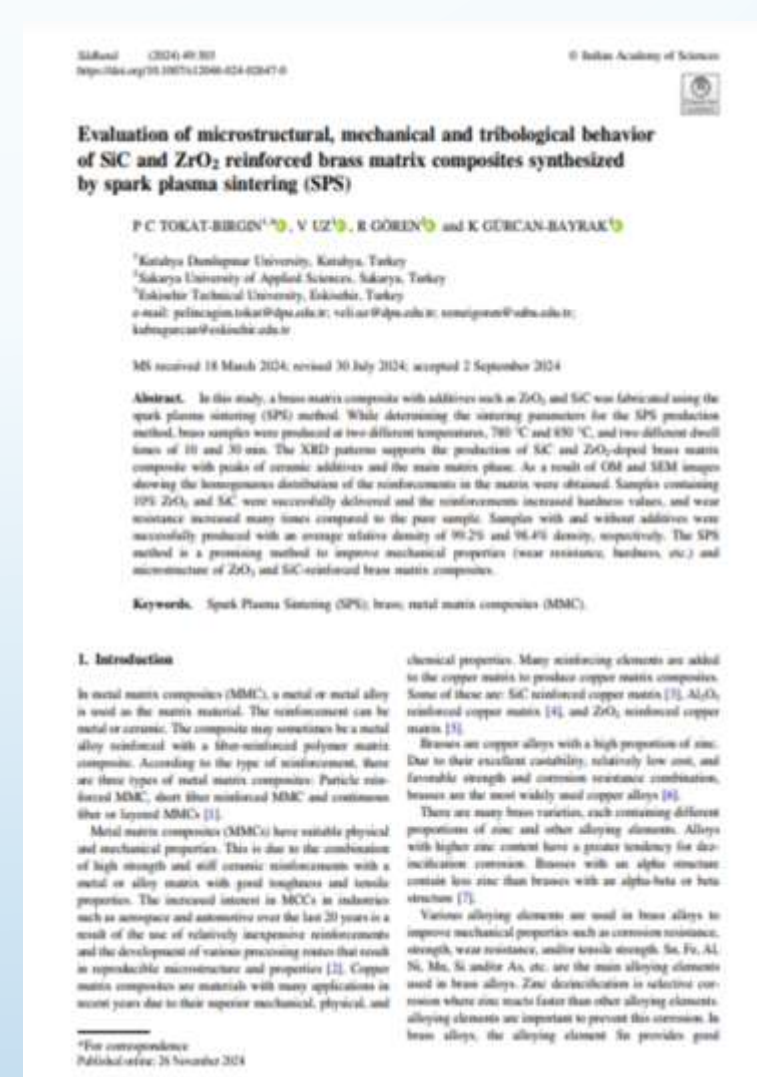 Sādhanā (2024) 49:303
© Indian Academy of Sciences
https://doi.org/10.1007/s12046-024-02647-0
Evaluation of microstructural, mechanical and tribological behavior
of SiC and ZrO₂ reinforced brass matrix composites synthesized
by spark plasma sintering (SPS)
P C TOKAT-BIRGIN¹,*, V UZ¹, R GÖREN² and K GÜRCAN-BAYRAK³
¹Kutahya Dumlupınar University, Kutahya, Turkey
²Sakarya University of Applied Sciences, Sakarya, Turkey
³Eskisehir Technical University, Eskisehir, Turkey
e-mail: pelincagim.tokat@dpu.edu.tr; veli.uz@dpu.edu.tr;
MS received 18 March 2024; revised 30 July 2024; accepted 2 September 2024
Abstract. In this study, a brass matrix composite with additives such as ZrO₂ and SiC was fabricated using the
spark plasma sintering (SPS) method. While determining the sintering parameters for the SPS production
method, brass samples were produced at two different temperatures, 780 °C and 850 °C, and two different dwell
times of 10 and 30 min. The XRD patterns supports the production of SiC and ZrO₂-doped brass matrix
composite with peaks of ceramic additives and the main matrix phase. As a result of OM and SEM images
showing the homogeneous distribution of the reinforcements in the matrix were obtained. Samples containing
10% ZrO₂ and SiC were successfully delivered and the reinforcements increased hardness values, and wear
resistance increased many times compared to the pure sample. Samples with and without additives were
successfully produced with an average relative density of 99.2% and 98.4% density, respectively. The SPS
method is a promising method to improve mechanical properties (wear resistance, hardness, etc.) and
microstructure of ZrO₂ and SiC-reinforced brass matrix composites.
Keywords. Spark Plasma Sintering (SPS); brass; metal matrix composites (MMC).
1. Introduction
In metal matrix composites (MMC), a metal or metal alloy
is used as the matrix material. The reinforcement can be
metal or ceramic. The composite may sometimes be a metal
alloy reinforced with a fiber-reinforced polymer matrix
composite. According to the type of reinforcement, there
are three types of metal matrix composites: Particle rein-
forced MMC, short fiber reinforced MMC and continuous
fiber or layered MMCs [1].
Metal matrix composites (MMCs) have suitable physical
and mechanical properties. This is due to the combination
of high strength and stiff ceramic reinforcements with a
metal or alloy matrix with good toughness and tensile
properties. The increased interest in MCCs in industries
such as aerospace and automotive over the last 20 years is a
result of the use of relatively inexpensive reinforcements
and the development of various processing routes that result
in reproducible microstructure and properties [2]. Copper
matrix composites are materials with many applications in
recent years due to their superior mechanical, physical, and
*For correspondence
Published online: 26 November 2024
chemical properties. Many reinforcing elements are added
to the copper matrix to produce copper matrix composites.
Some of these are: SiC reinforced copper matrix [3], Al₂O₃
reinforced copper matrix [4], and ZrO₂ reinforced copper
matrix [5].
Brasses are copper alloys with a high proportion of zinc.
Due to their excellent castability, relatively low cost, and
favorable strength and corrosion resistance combination,
brasses are the most widely used copper alloys [6].
There are many brass varieties, each containing different
proportions of zinc and other alloying elements. Alloys
with higher zinc content have a greater tendency for dez-
incification corrosion. Brasses with an alpha structure
contain less zinc than brasses with an alpha-beta or beta
structure [7].
Various alloying elements are used in brass alloys to
improve mechanical properties such as corrosion resistance,
strength, wear resistance, and/or tensile strength. Sn, Fe, Al,
Ni, Mn, Si and/or As, etc. are the main alloying elements
used in brass alloys. Zinc dezincification is selective cor-
rosion where zinc reacts faster than other alloying elements.
alloying elements are important to prevent this corrosion. In
brass alloys, the alloying element Sn provides good